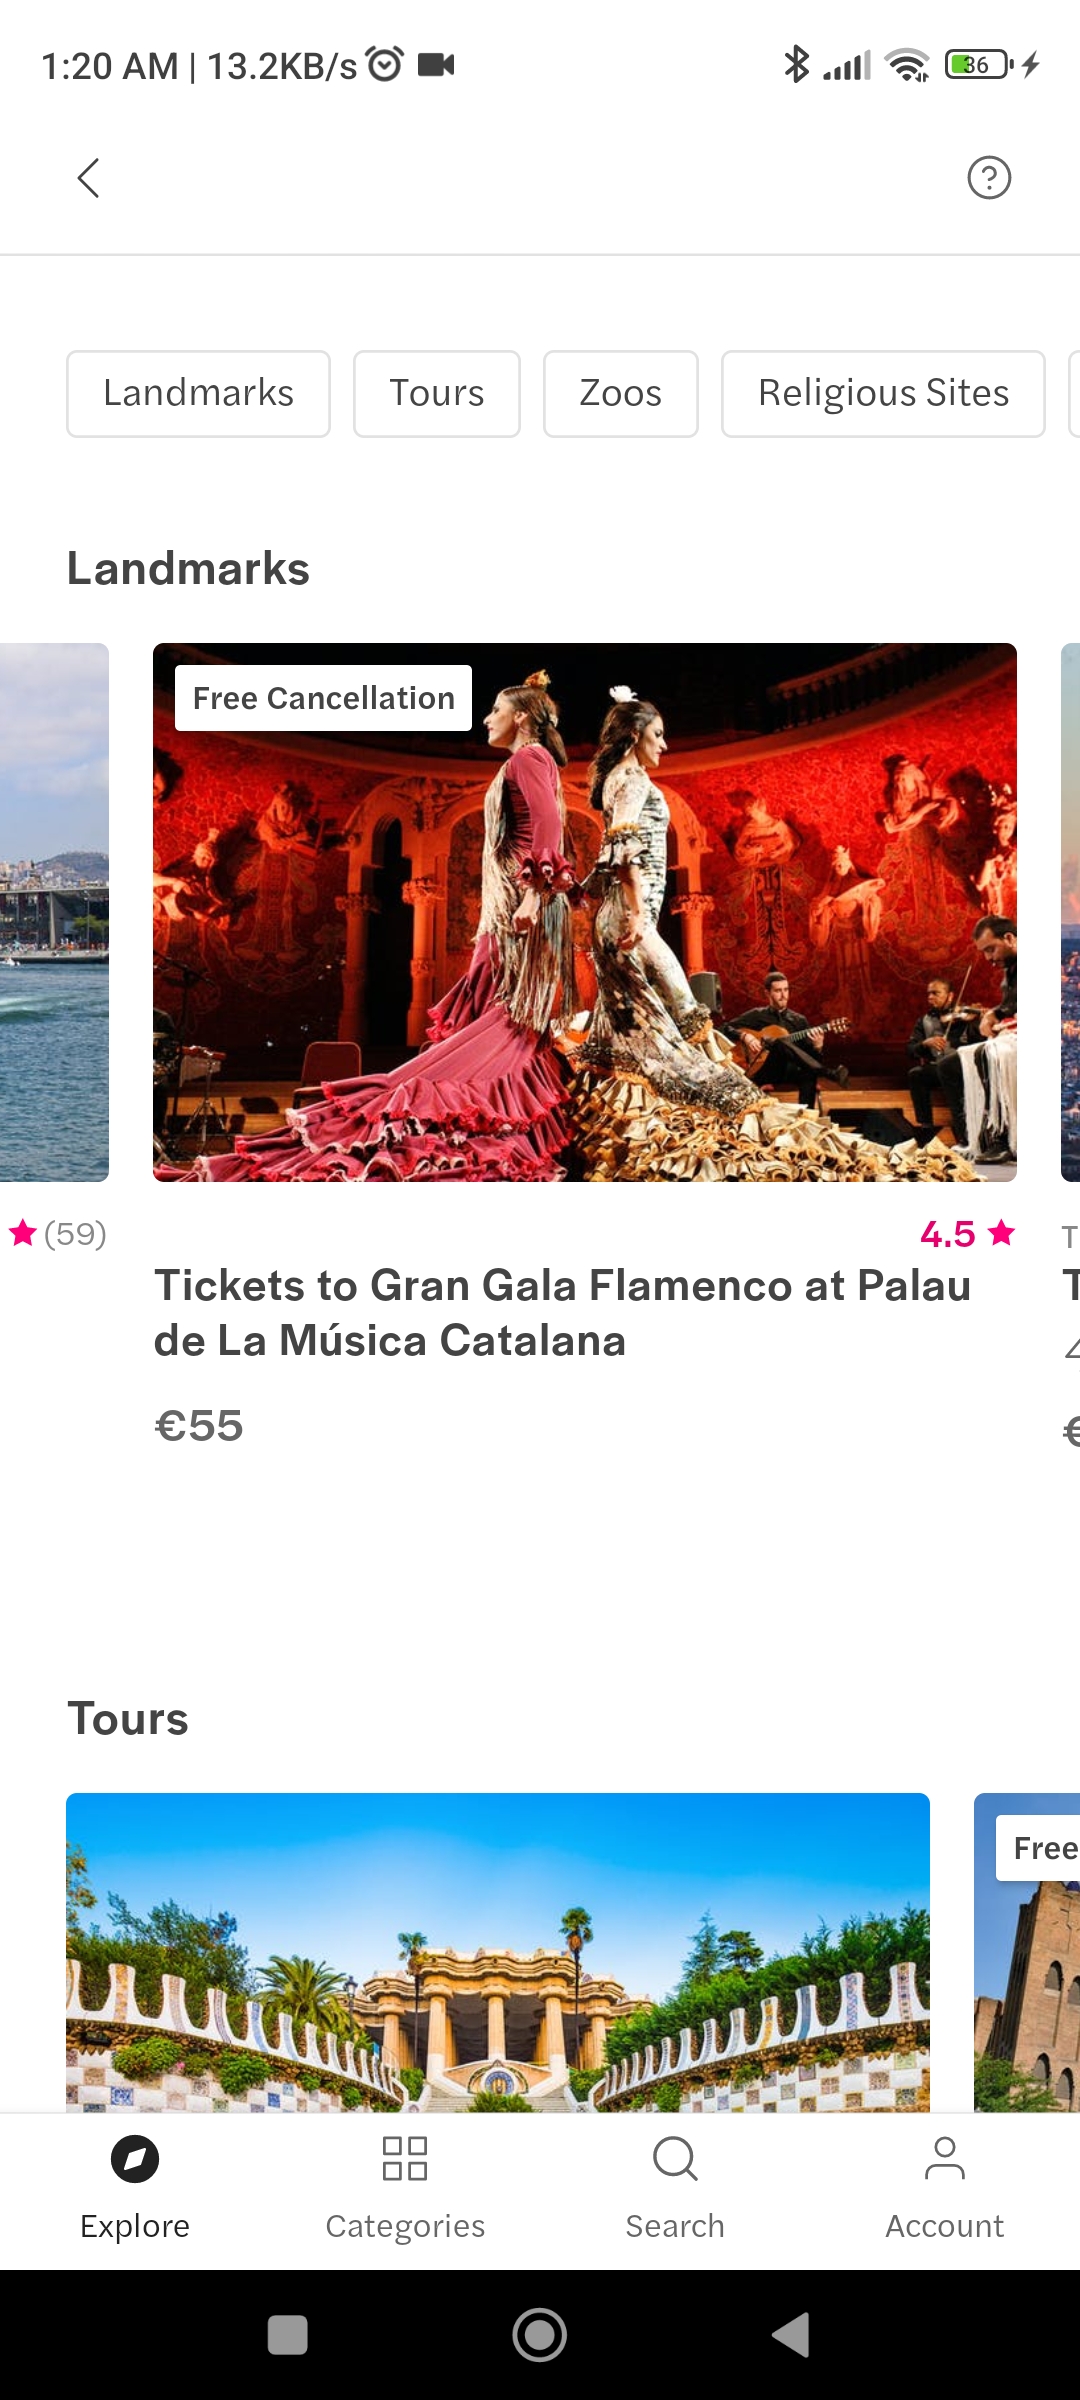 1:20 AM | 13.2KB/s
36
Landmarks
Tours
Zoos
Religious Sites
Landmarks
Free Cancellation
(59)
4.5
Tickets to Gran Gala Flamenco at Palau
de La Música Catalana
€55
T
T
€
Tours
Free
Explore
Categories
Search
Account